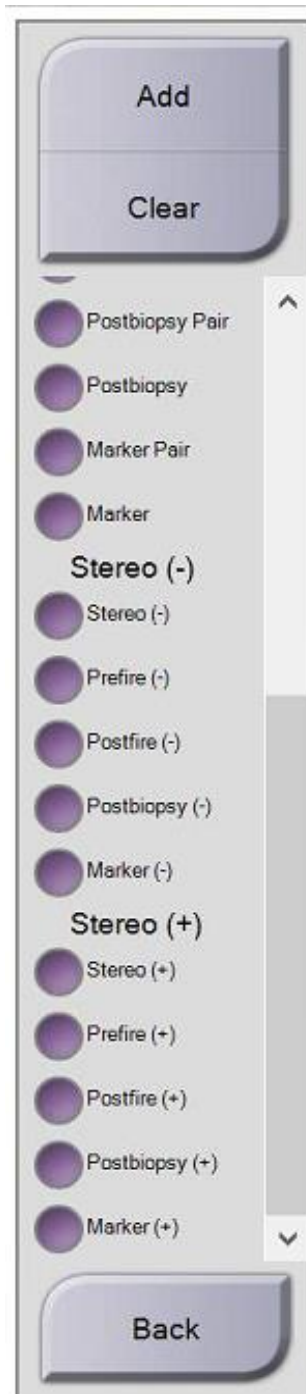 Add
Clear
Postbiopsy Pair
Postbiopsy
Marker Pair
Marker
Stereo (-)
Stereo (-)
Prefire (-)
Postfire (-)
Postbiopsy (-)
Marker (-)
Stereo (+)
Stereo (+)
Prefire (+)
Postfire (+)
Postbiopsy (+)
Marker (+)
Back